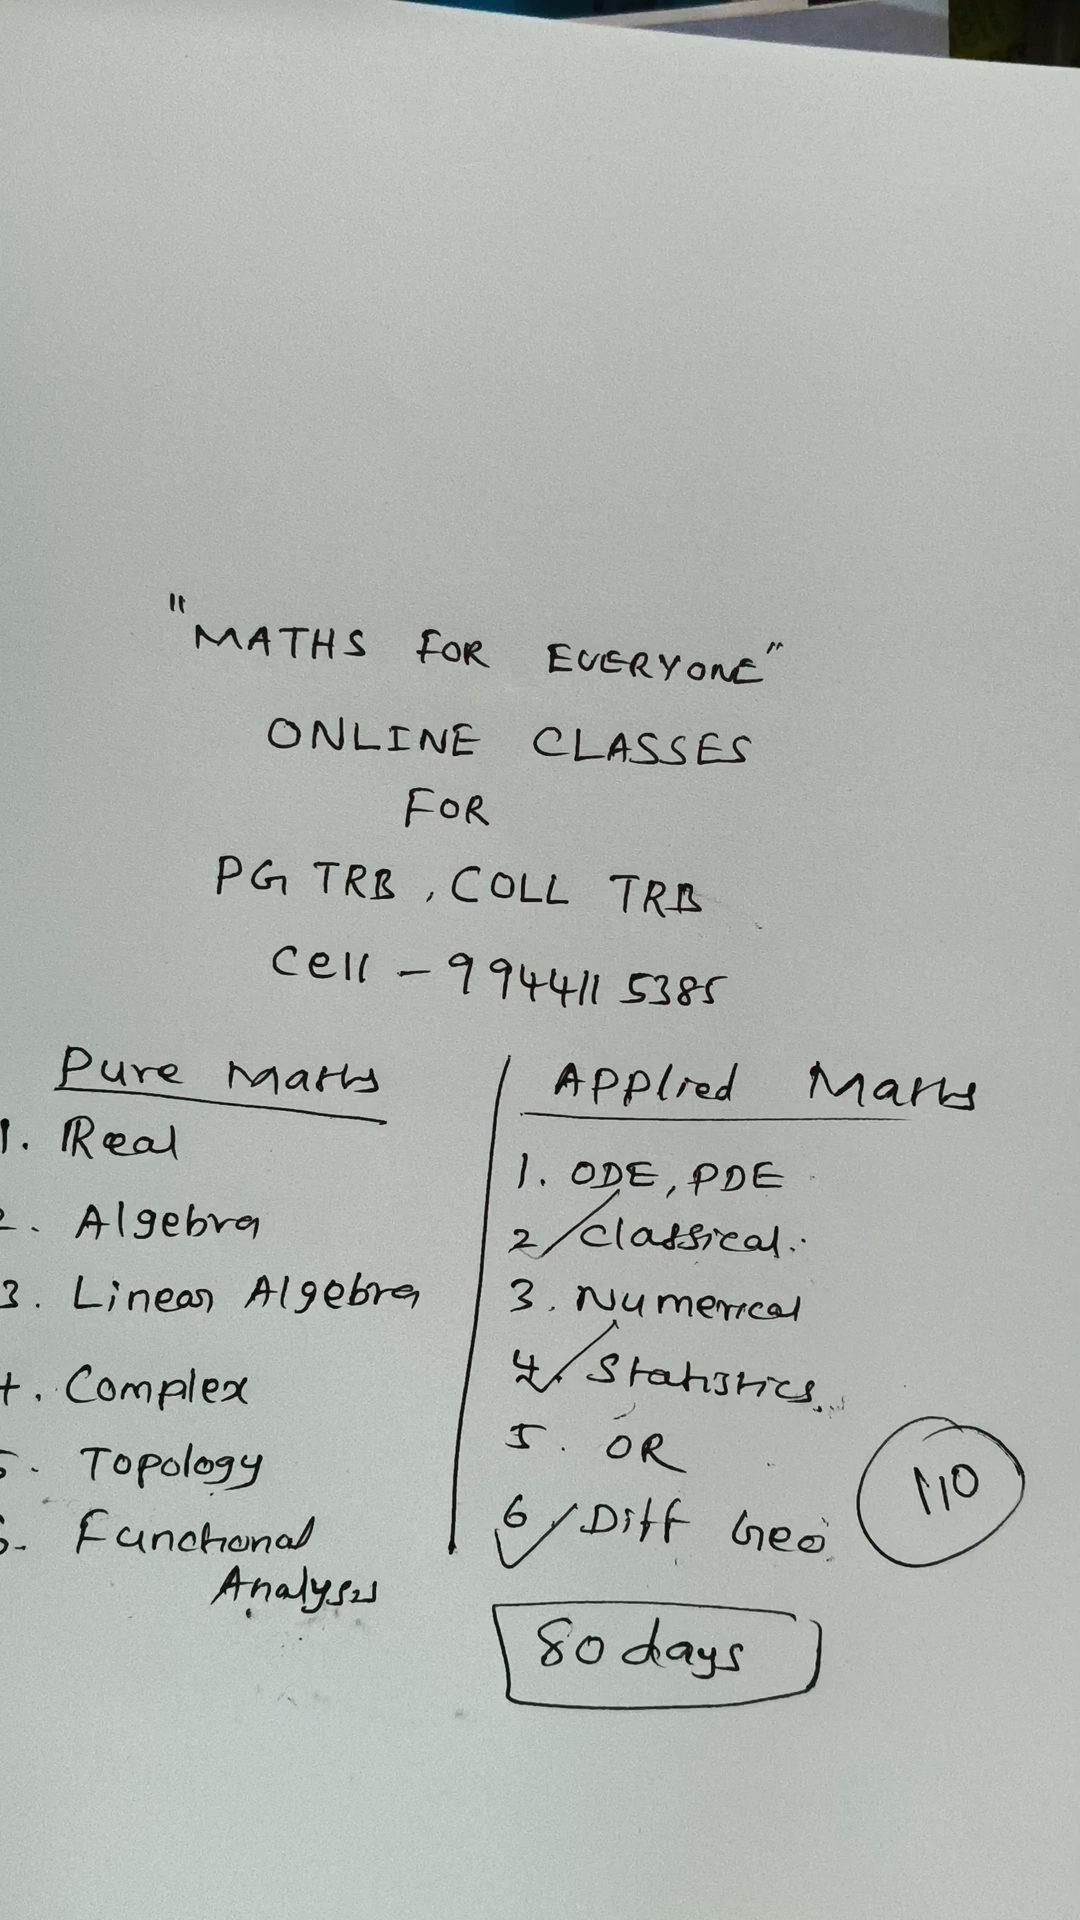 "MATHS FOR EVERYONE"
ONLINE CLASSES
FOR
PG TRB, COLL TRB
Cell - 994411 5385
Pure Maths
1. Real
2. Algebra
3. Linear Algebra
4. Complex
5. Topology
6. Functional
Analysis
Applied Maths
1. ODE, PDE
2 Classical
3. Numerical
4. Statistics
5. OR
6 Diff Geo
110
80 days